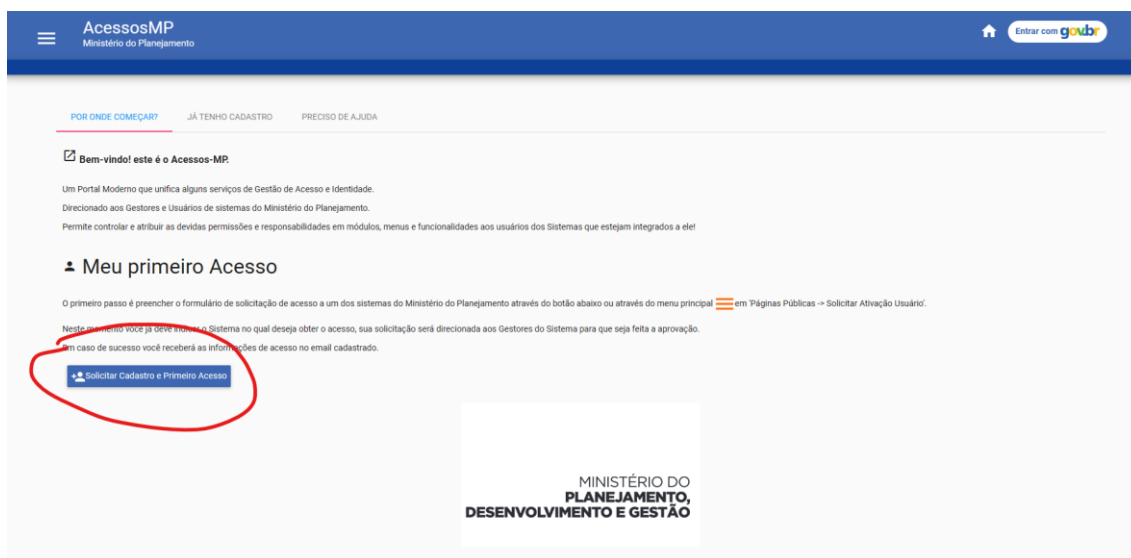 AcessosMP
Ministério do Planejamento
Entrar com gov.br
POR ONDE COMEÇAR?
JÁ TENHO CADASTRO
PRECISO DE AJUDA
Bem-vindo! este é o Acessos-MP.
Um Portal Moderno que unifica alguns serviços de Gestão de Acesso e Identidade.
Direcionado aos Gestores e Usuários de sistemas do Ministério do Planejamento.
Permite controlar e atribuir as devidas permissões e responsabilidades em módulos, menus e funcionalidades aos usuários dos Sistemas que estejam integrados a ele!
Meu primeiro Acesso
O primeiro passo é preencher o formulário de solicitação de acesso a um dos sistemas do Ministério do Planejamento através do botão abaixo ou através do menu principal em 'Páginas Públicas -> Solicitar Ativação Usuário'.
Neste momento você já deve indicar o Sistema no qual deseja obter o acesso, sua solicitação será direcionada aos Gestores do Sistema para que seja feita a aprovação.
Em caso de sucesso você receberá as informações de acesso no email cadastrado.
Solicitar Cadastro e Primeiro Acesso
MINISTÉRIO DO
PLANEJAMENTO,
DESENVOLVIMENTO E GESTÃO